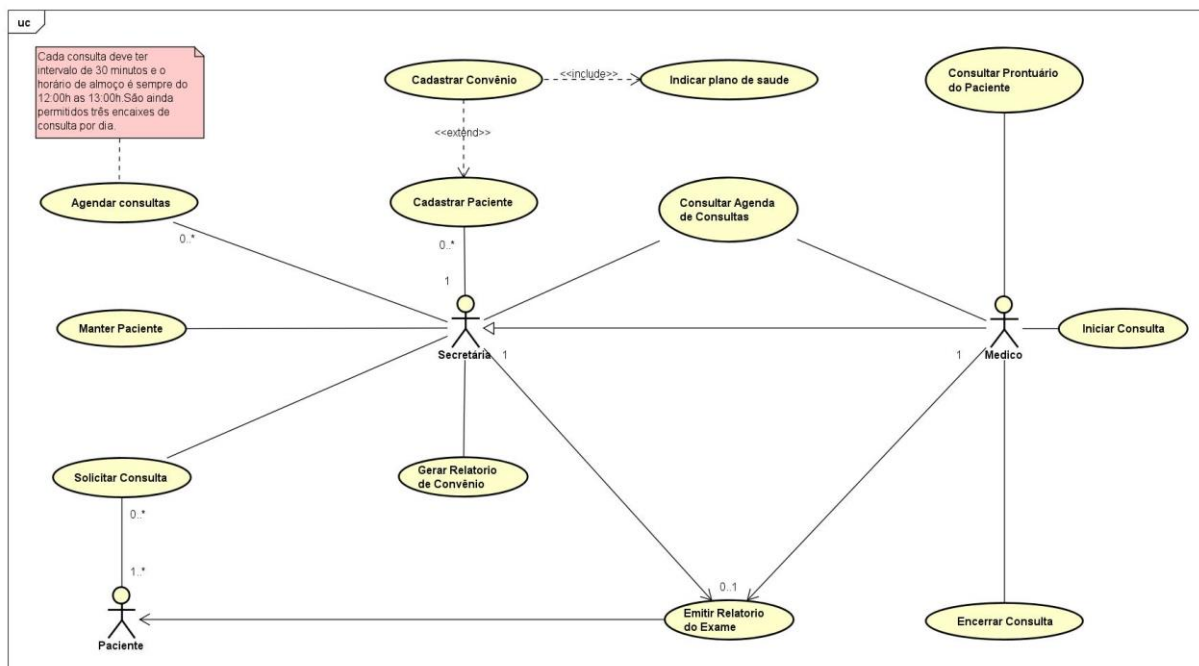 uc
Cada consulta deve ter
intervalo de 30 minutos e o
horário de almoço é sempre do
12:00h as 13:00h.São ainda
permitidos três encaixes de
consulta por dia.
Cadastrar Convênio
<<include>>
Indicar plano de saude
Consultar Prontuário
do Paciente
<<extend>>
Agendar consultas
Cadastrar Paciente
Consultar Agenda
de Consultas
0..*
0..*
1
Manter Paciente
Secretária
1
1
Medico
Iniciar Consulta
Solicitar Consulta
Gerar Relatorio
de Convênio
0..*
1..*
0..1
Paciente
Emitir Relatorio
do Exame
Encerrar Consulta